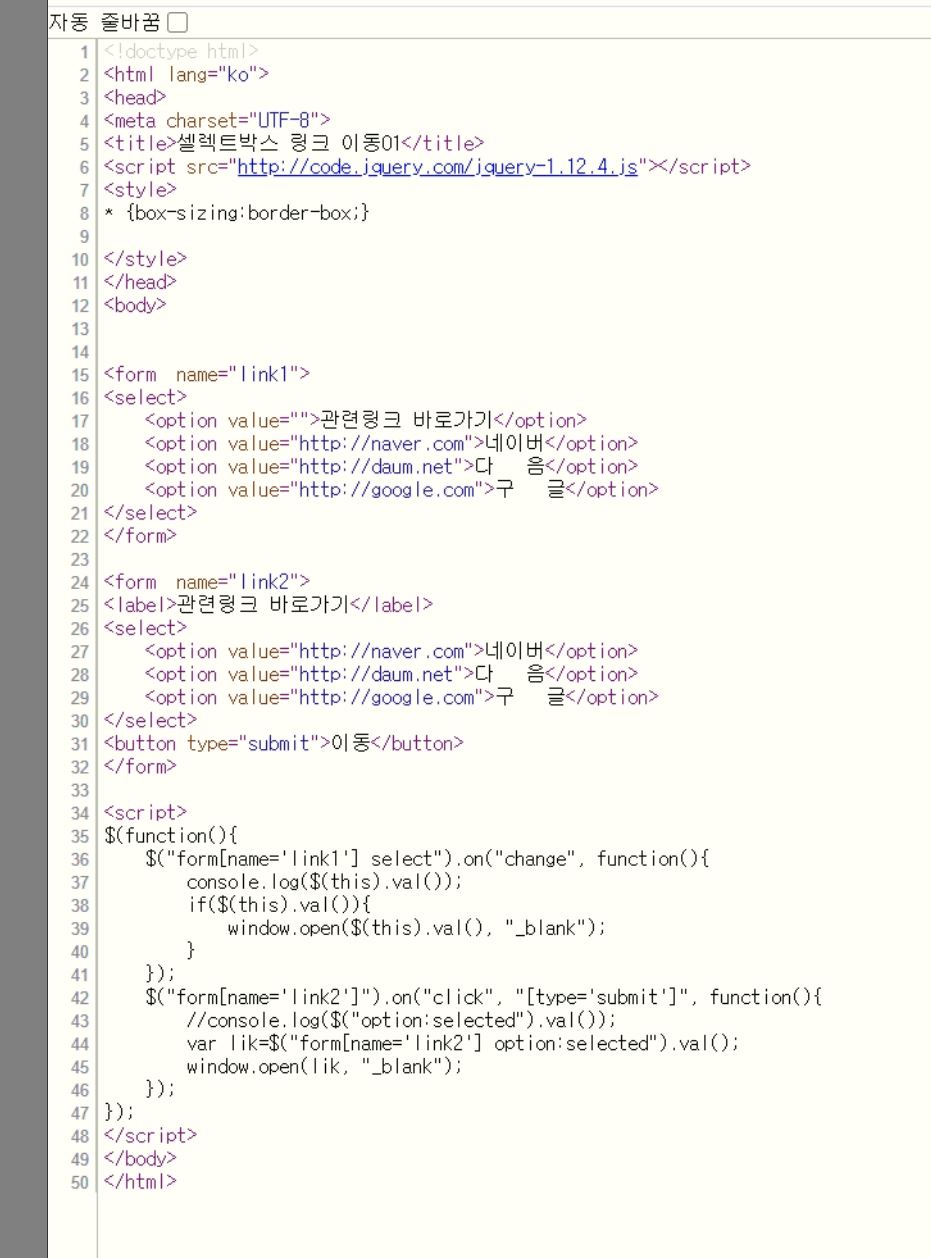 자동 줄바꿈
1 <!doctype html>
2 <html lang="ko">
3 <head>
4 <meta charset="UTF-8">
5 <title>셀렉트박스 링크 이동01</title>
6 <script src="http://code.jquery.com/jquery-1.12.4.js"></script>
7 <style>
8 * {box-sizing:border-box;}
9
10 </style>
11 </head>
12 <body>
13
14
15 <form  name="link1">
16 <select>
17     <option value="">관련링크 바로가기</option>
18     <option value="http://naver.com">네이버</option>
19     <option value="http://daum.net">다   음</option>
20     <option value="http://google.com">구   글</option>
21 </select>
22 </form>
23
24 <form  name="link2">
25 <label>관련링크 바로가기</label>
26 <select>
27     <option value="http://naver.com">네이버</option>
28     <option value="http://daum.net">다   음</option>
29     <option value="http://google.com">구   글</option>
30 </select>
31 <button type="submit">이동</button>
32 </form>
33
34 <script>
35 $(function(){
36     $("form[name='link1'] select").on("change", function(){
37         console.log($(this).val());
38         if($(this).val()){
39             window.open($(this).val(), "_blank");
40         }
41     });
42     $("form[name='link2']").on("click", "[type='submit']", function(){
43         //console.log($("option:selected").val());
44         var lik=$("form[name='link2'] option:selected").val();
45         window.open(lik, "_blank");
46     });
47 });
48 </script>
49 </body>
50 </html>